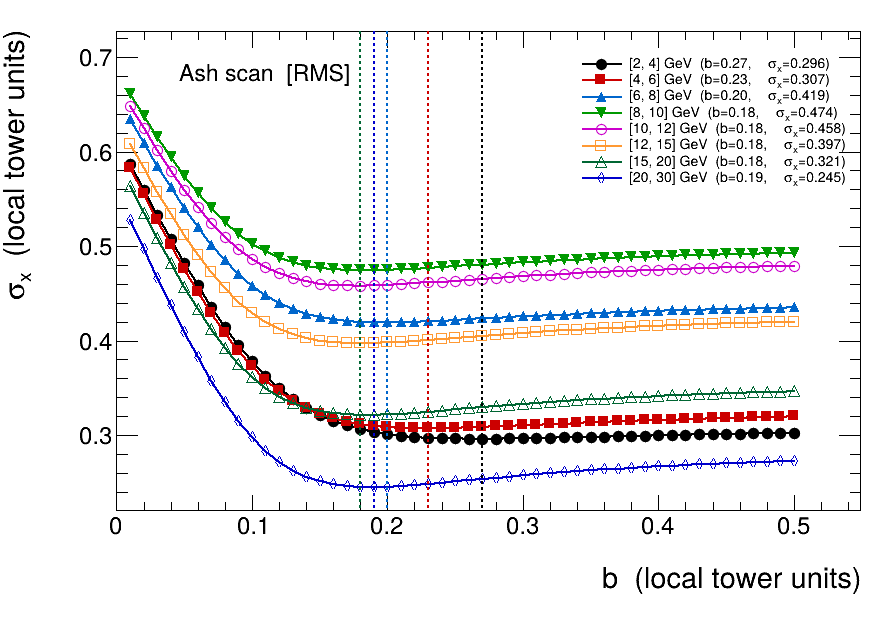 σx (local tower units)
0.7
0.6
0.5
0.4
0.3
Ash scan [RMS]
[2, 4] GeV (b=0.27, σx=0.296)
[4, 6] GeV (b=0.23, σx=0.307)
[6, 8] GeV (b=0.20, σx=0.419)
[8, 10] GeV (b=0.18, σx=0.474)
[10, 12] GeV (b=0.18, σx=0.458)
[12, 15] GeV (b=0.18, σx=0.397)
[15, 20] GeV (b=0.18, σx=0.321)
[20, 30] GeV (b=0.19, σx=0.245)
0 0.1 0.2 0.3 0.4 0.5
b (local tower units)